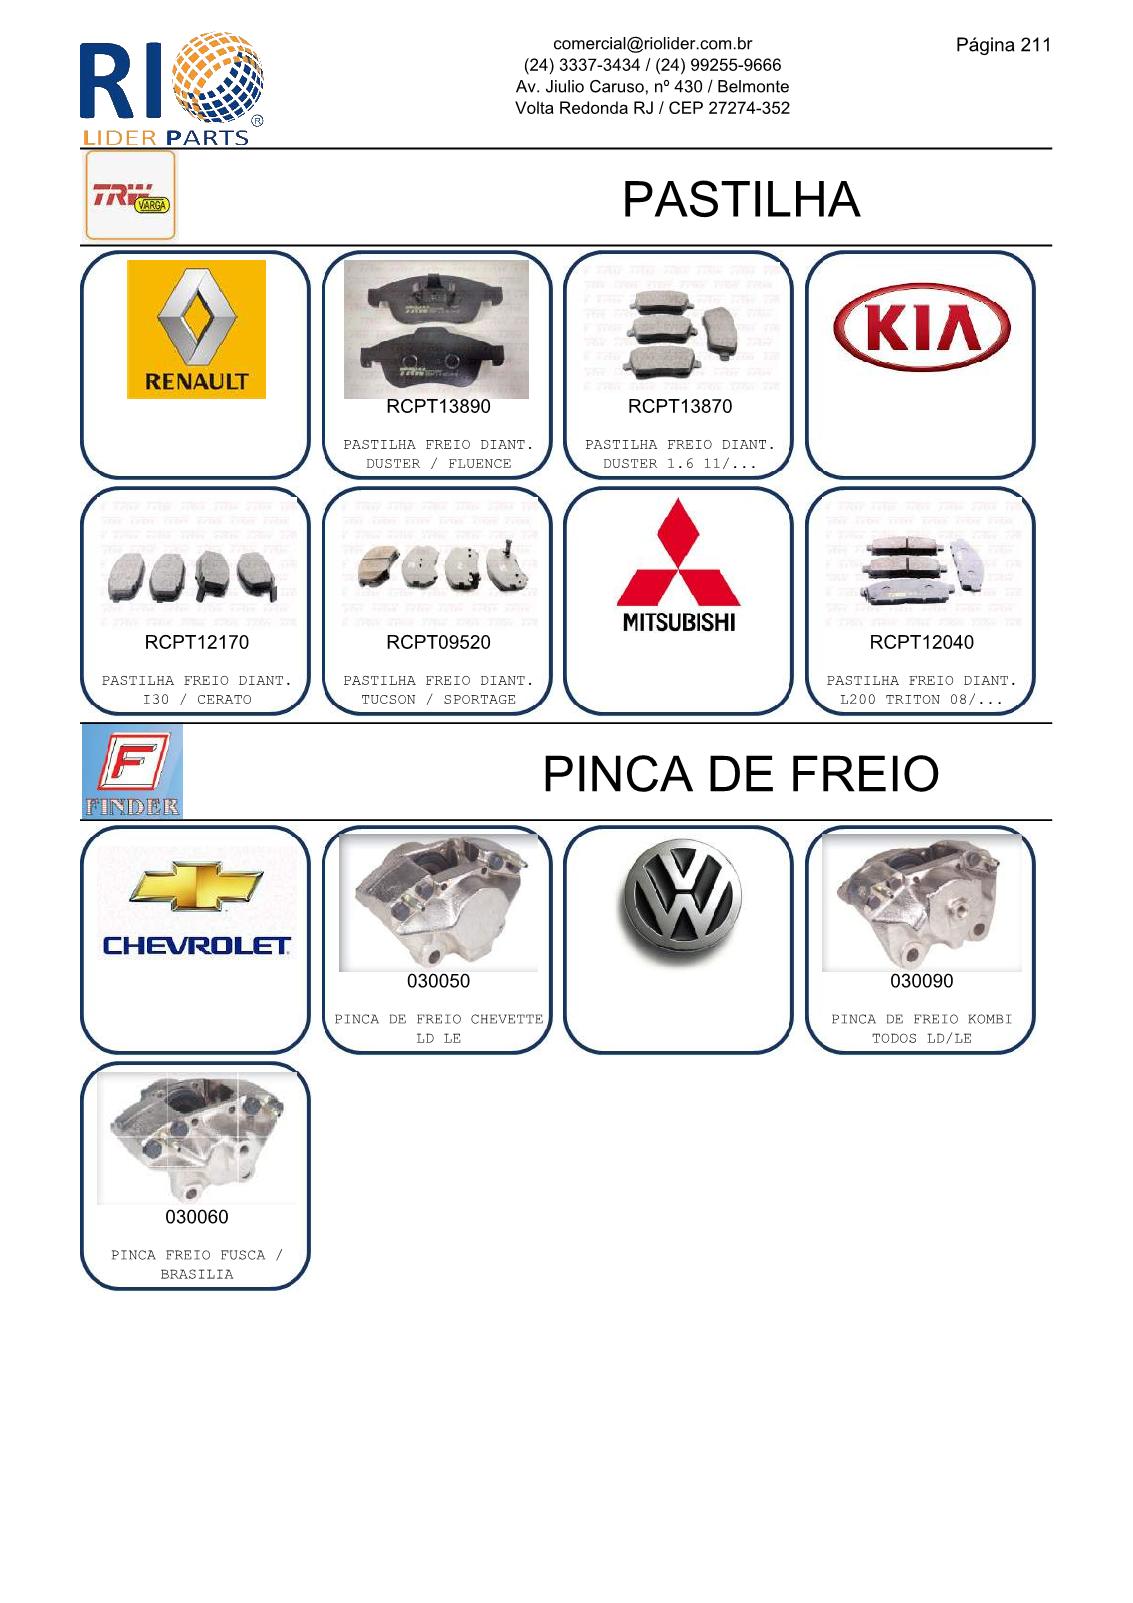 RIO
LIDER PARTS
®
comercial@riolider.com.br
(24) 3337-3434 / (24) 99255-9666
Av. Jiulio Caruso, nº 430 / Belmonte
Volta Redonda RJ / CEP 27274-352
Página 211
TRW
VARGA
PASTILHA
RENAULT
RCPT13890
PASTILHA FREIO DIANT.
DUSTER / FLUENCE
RCPT13870
PASTILHA FREIO DIANT.
DUSTER 1.6 11/...
KIA
RCPT12170
PASTILHA FREIO DIANT.
I30 / CERATO
RCPT09520
PASTILHA FREIO DIANT.
TUCSON / SPORTAGE
MITSUBISHI
RCPT12040
PASTILHA FREIO DIANT.
L200 TRITON 08/...
F
FINDER
PINCA DE FREIO
CHEVROLET
030050
PINCA DE FREIO CHEVETTE
LD LE
VW
030090
PINCA DE FREIO KOMBI
TODOS LD/LE
030060
PINCA FREIO FUSCA /
BRASILIA